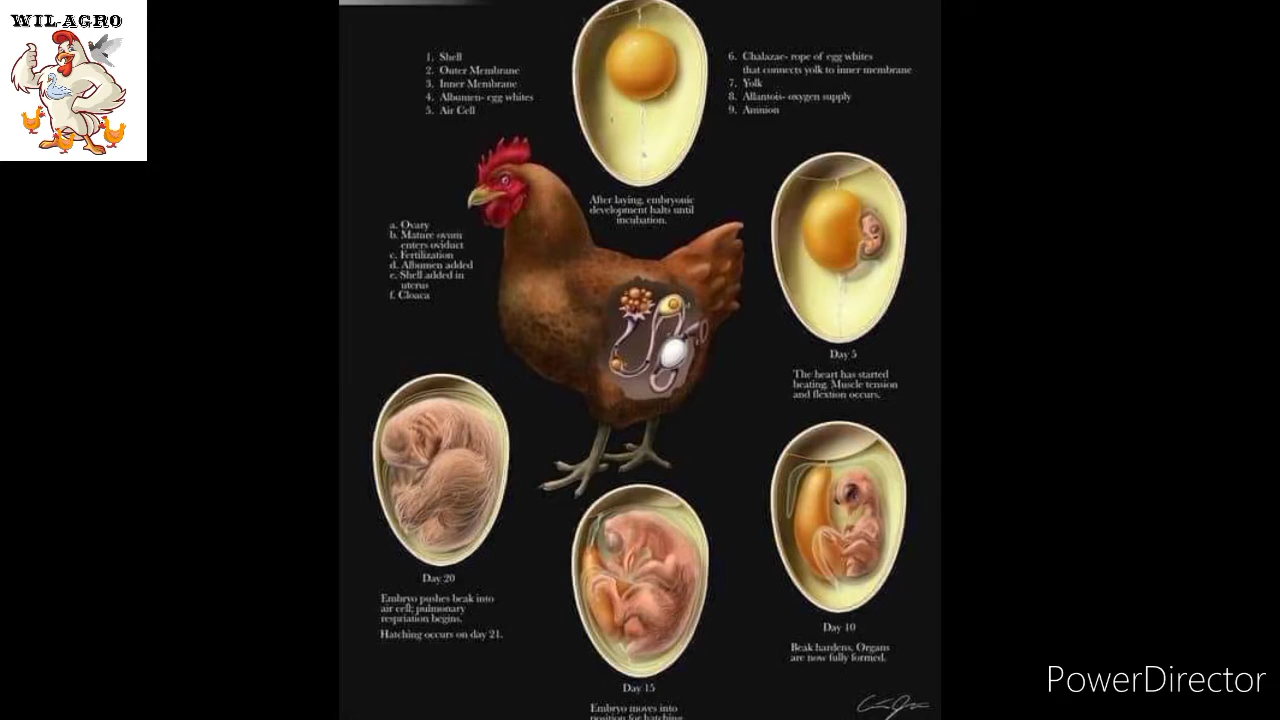 WIL-AGRO
1. Shell
2. Outer Membrane
3. Inner Membrane
4. Albumen- egg whites
5. Air Cell
6. Chalazae- rope of egg whites
that connects yolk to inner membrane
7. Yolk
8. Allantois- oxygen supply
9. Amnion
After laying, embryonic
development halts until
incubation.
a. Ovary
b. Mature ovum
enters oviduct
c. Fertilization
d. Albumen added
e. Shell added in
uterus
f. Cloaca
Day 5
The heart has started
beating. Muscle tension
and flextion occurs.
Day 10
Beak hardens. Organs
are now fully formed.
Day 15
Embryo moves into
position for hatching
Day 20
Embryo pushes beak into
air cell; pulmonary
respriation begins.
Hatching occurs on day 21.
PowerDirector